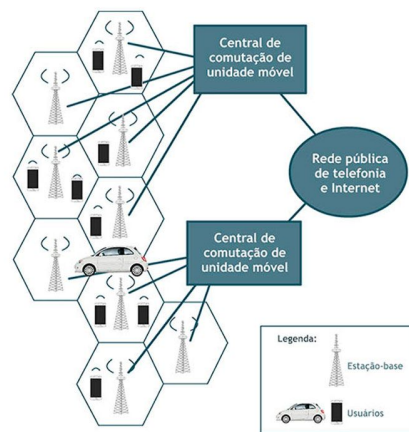 Central de
comutação de
unidade móvel
Rede pública
de telefonia
e Internet
Central de
comutação de
unidade móvel
Legenda:
Estação-base
Usuários